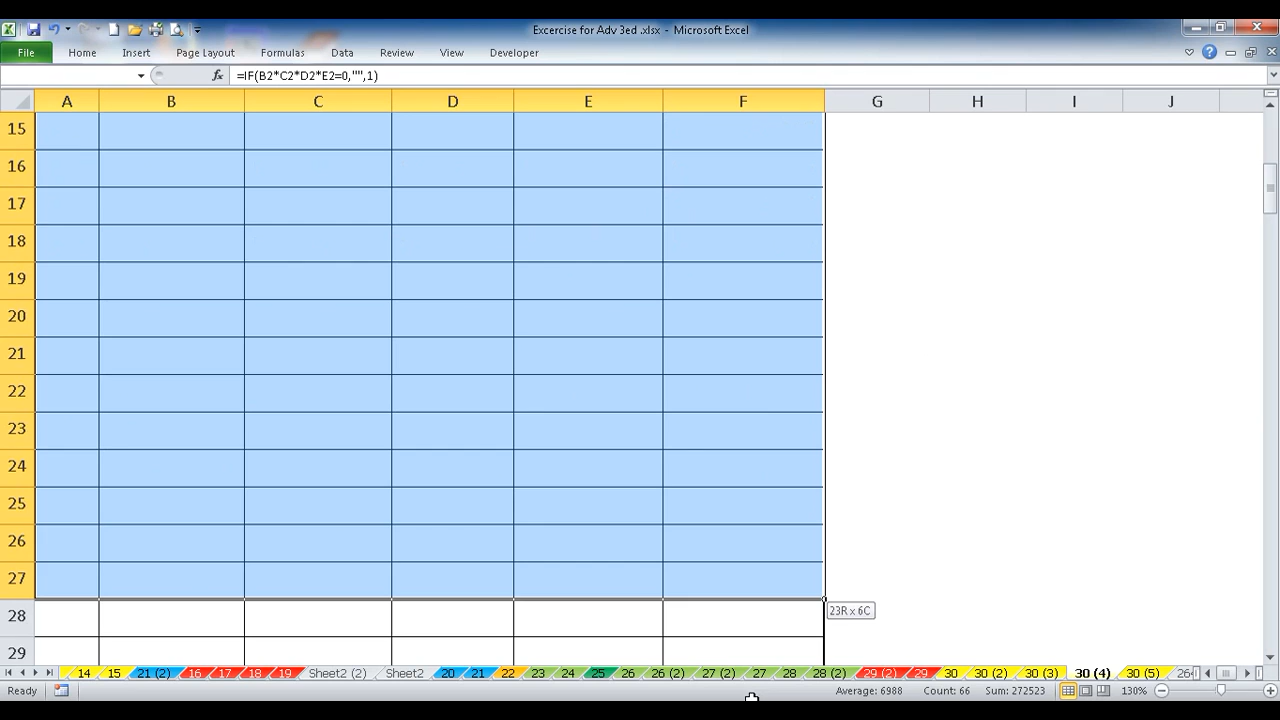 Exercise for Adv 3ed .xlsx - Microsoft Excel
File Home Insert Page Layout Formulas Data Review View Developer
fx =IF(B2*C2*D2*E2=0,"",1)
A B C D E F G H I J
15
16
17
18
19
20
21
22
23
24
25
26
27
23R x 6C
28
29
14 15 21 (2) 16 17 18 19 Sheet2 (2) Sheet2 20 21 22 23 24 25 26 26 (2) 27 (2) 27 28 28 (2) 29 (2) 29 30 30 (2) 30 (3) 30 (4) 30 (5)
Ready Average: 6988 Count: 66 Sum: 272523 130%